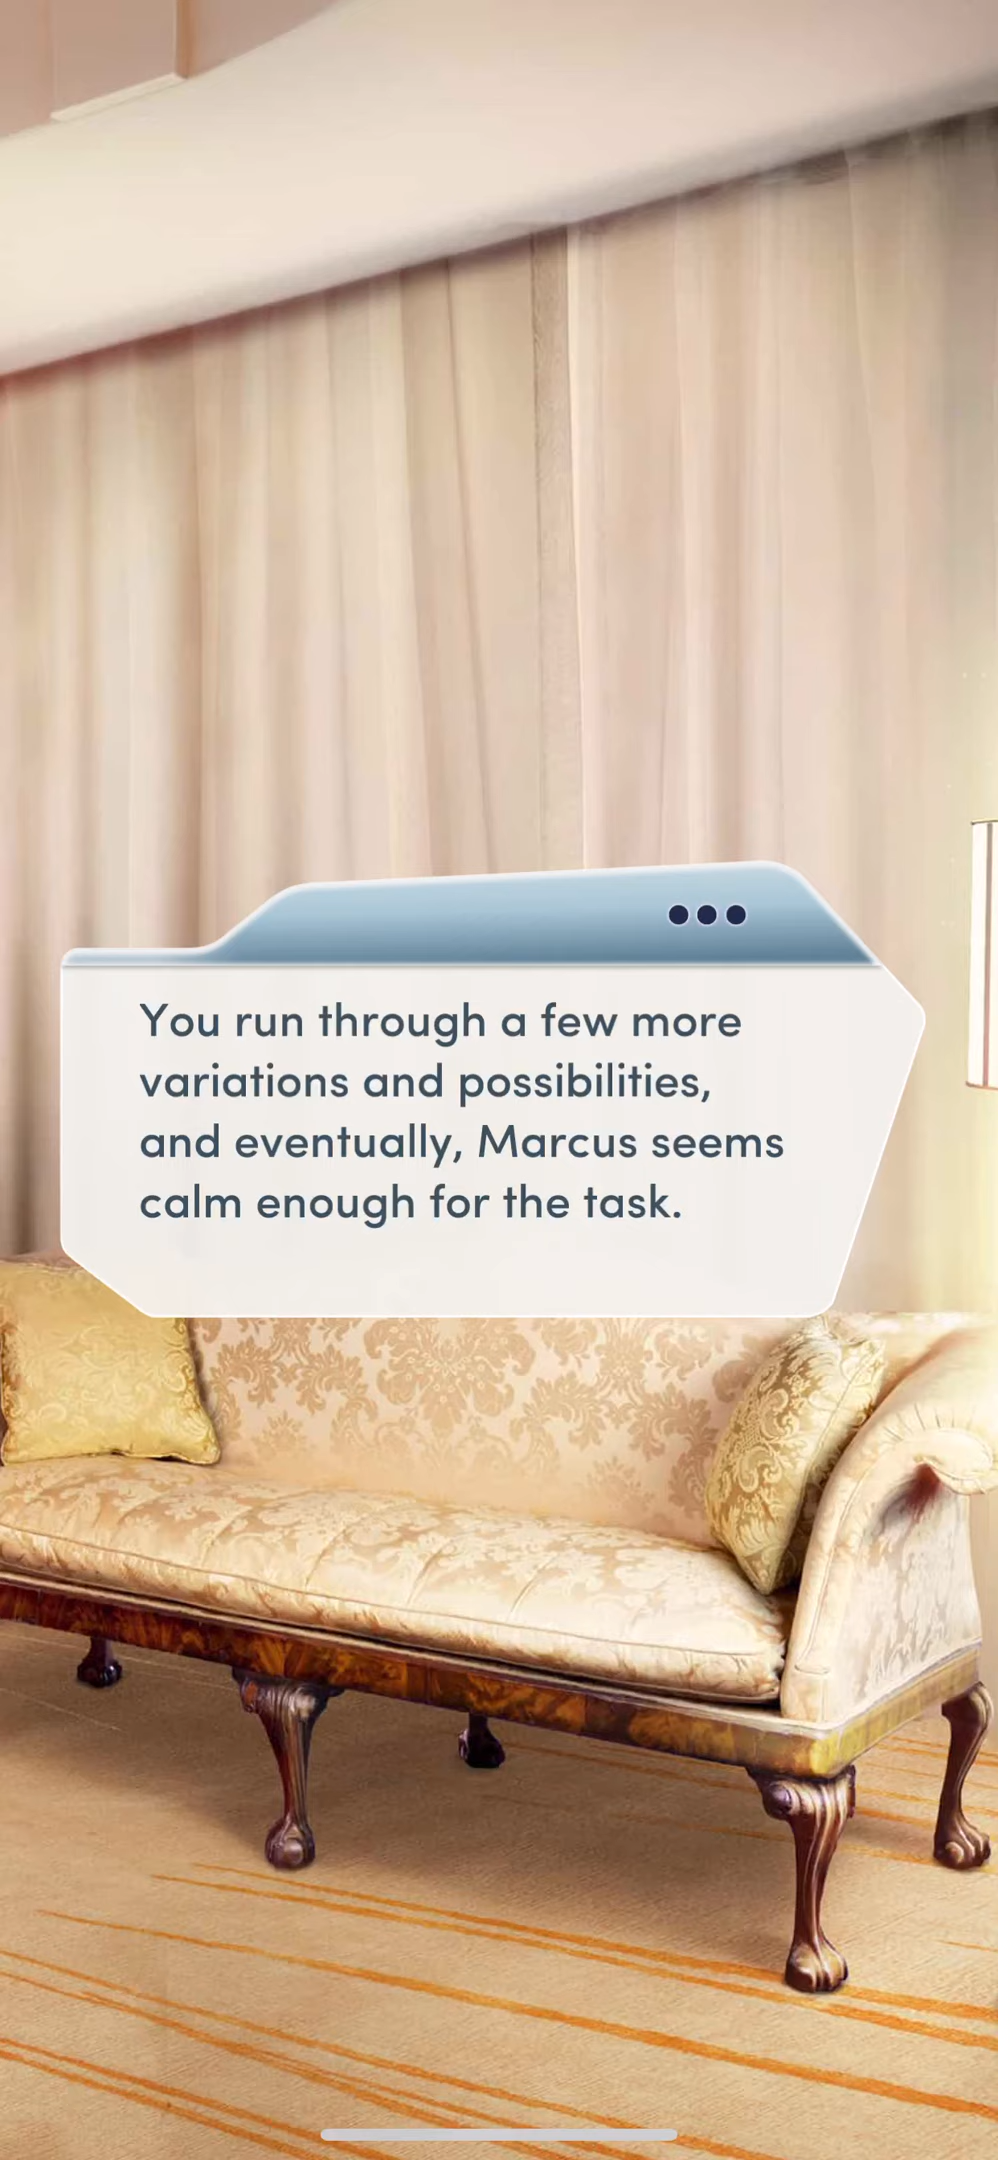 You run through a few more
variations and possibilities,
and eventually, Marcus seems
calm enough for the task.